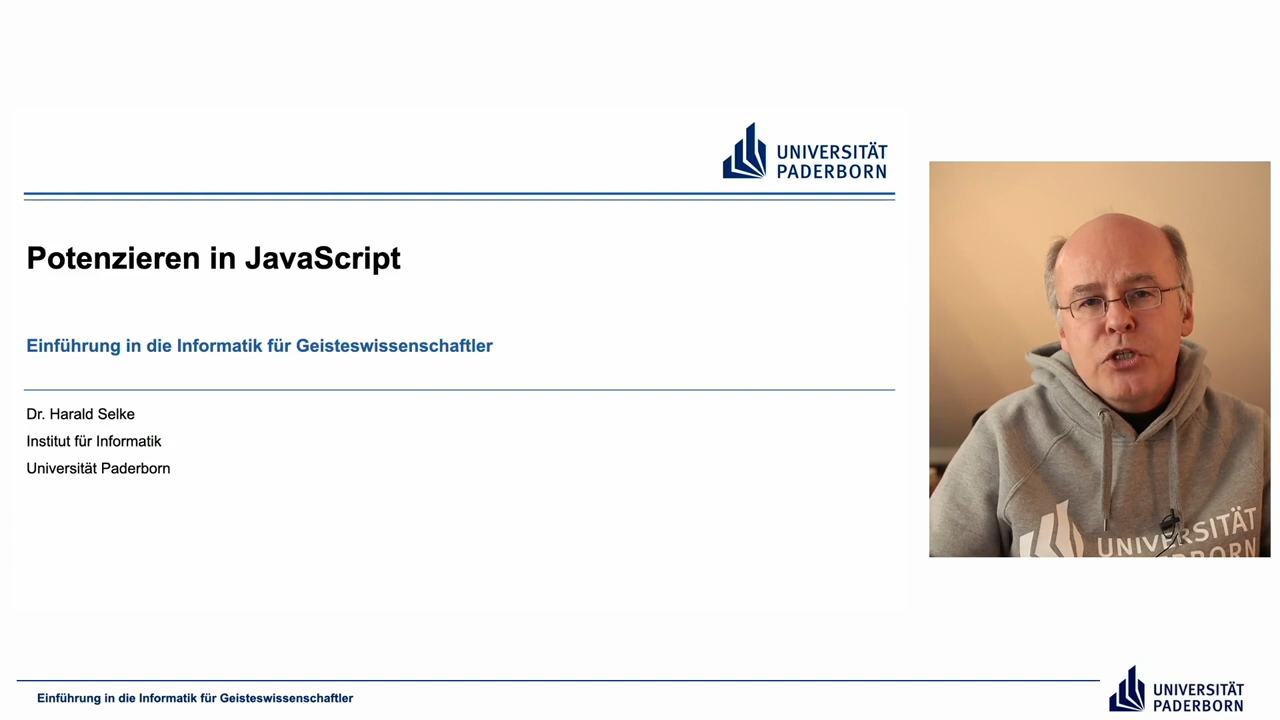 UNIVERSITÄT
PADERBORN
Potenzieren in JavaScript
Einführung in die Informatik für Geisteswissenschaftler
Dr. Harald Selke
Institut für Informatik
Universität Paderborn
UNIVERSITÄT
PADERBORN
Einführung in die Informatik für Geisteswissenschaftler
UNIVERSITÄT
PADERBORN